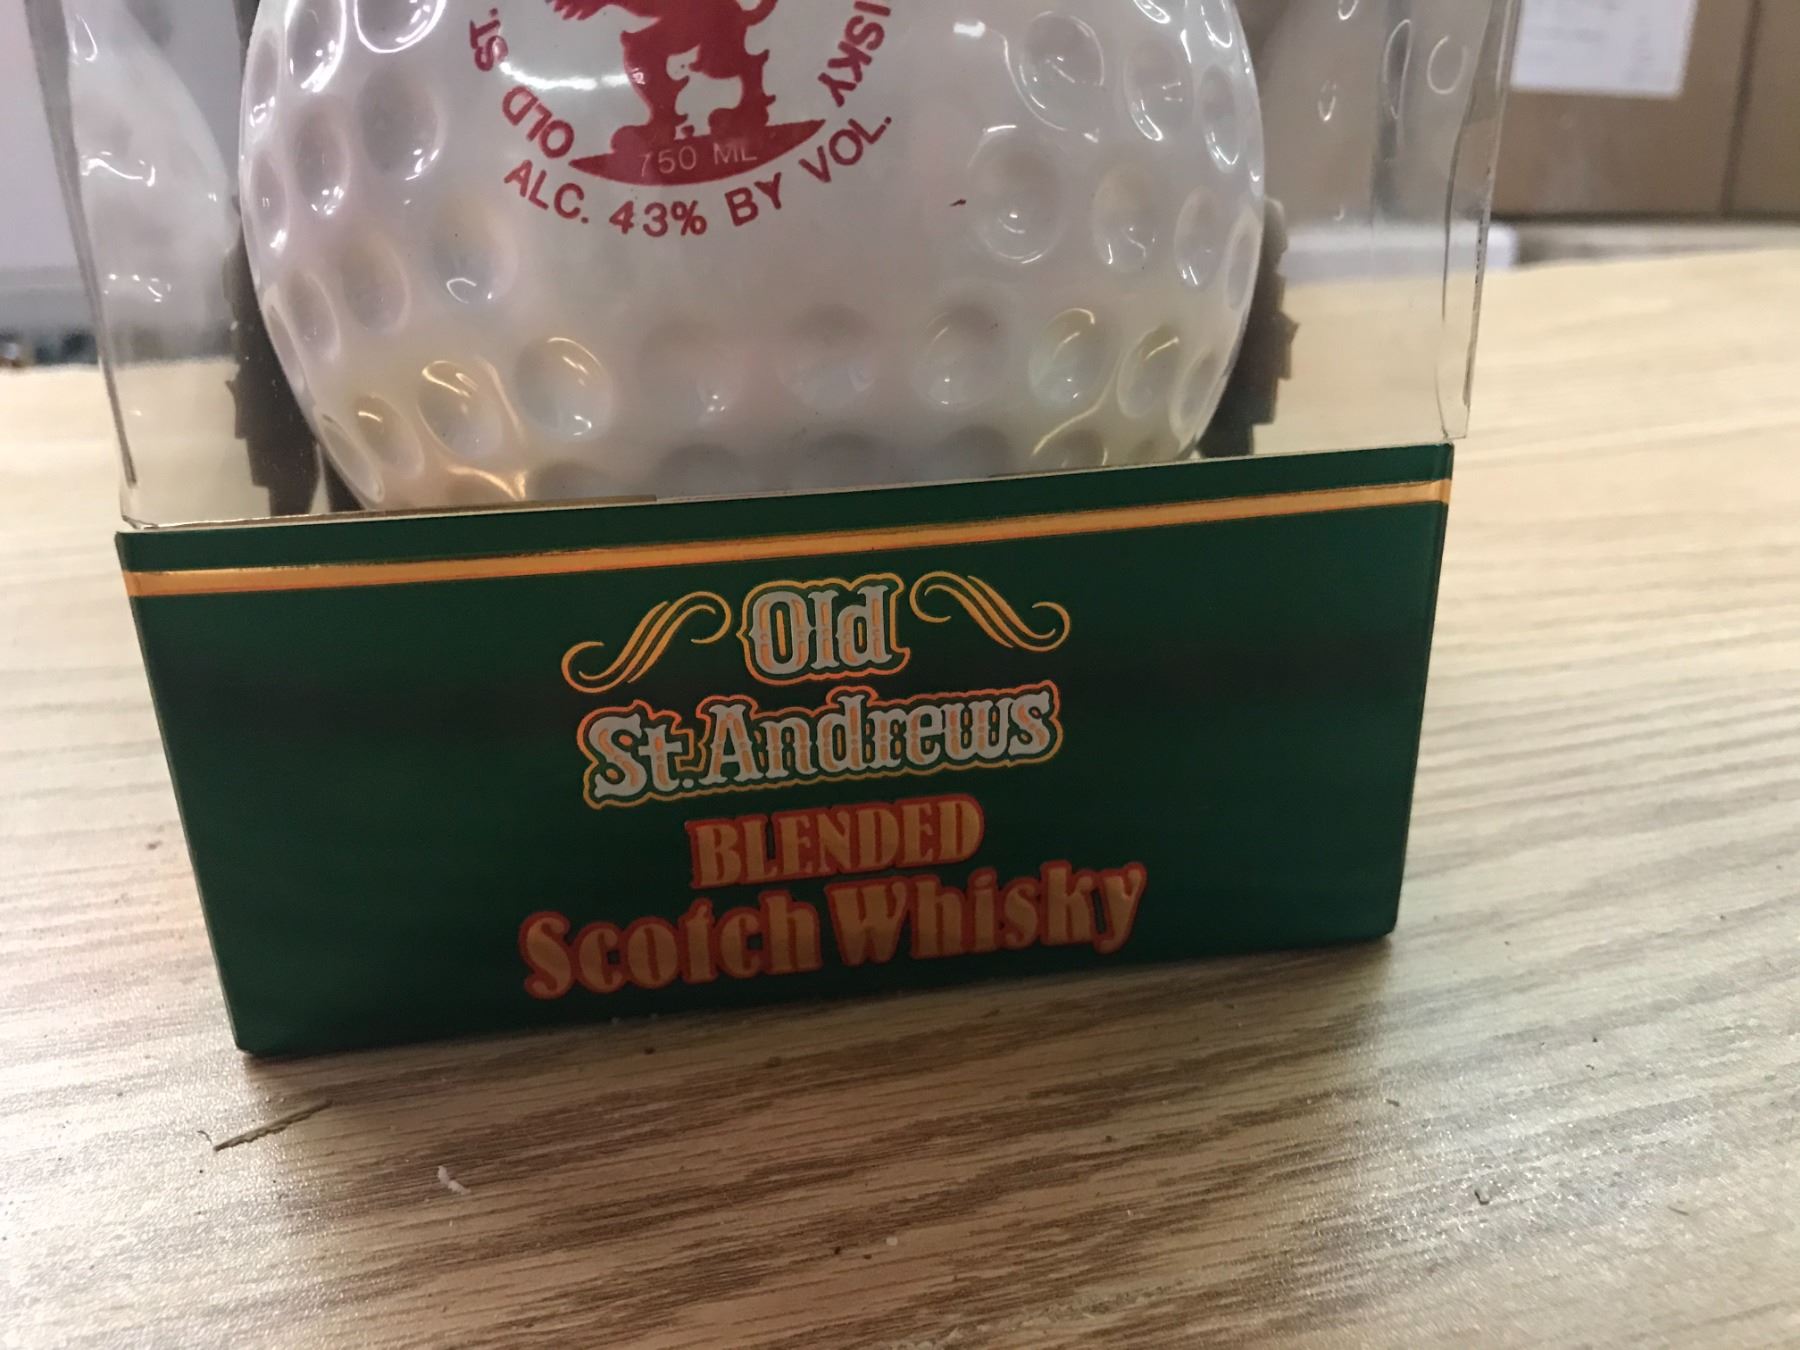 OLD ST.
ISKY
750 ML
ALC. 43% BY VOL.
Old
St. Andrews
BLENDED
Scotch Whisky